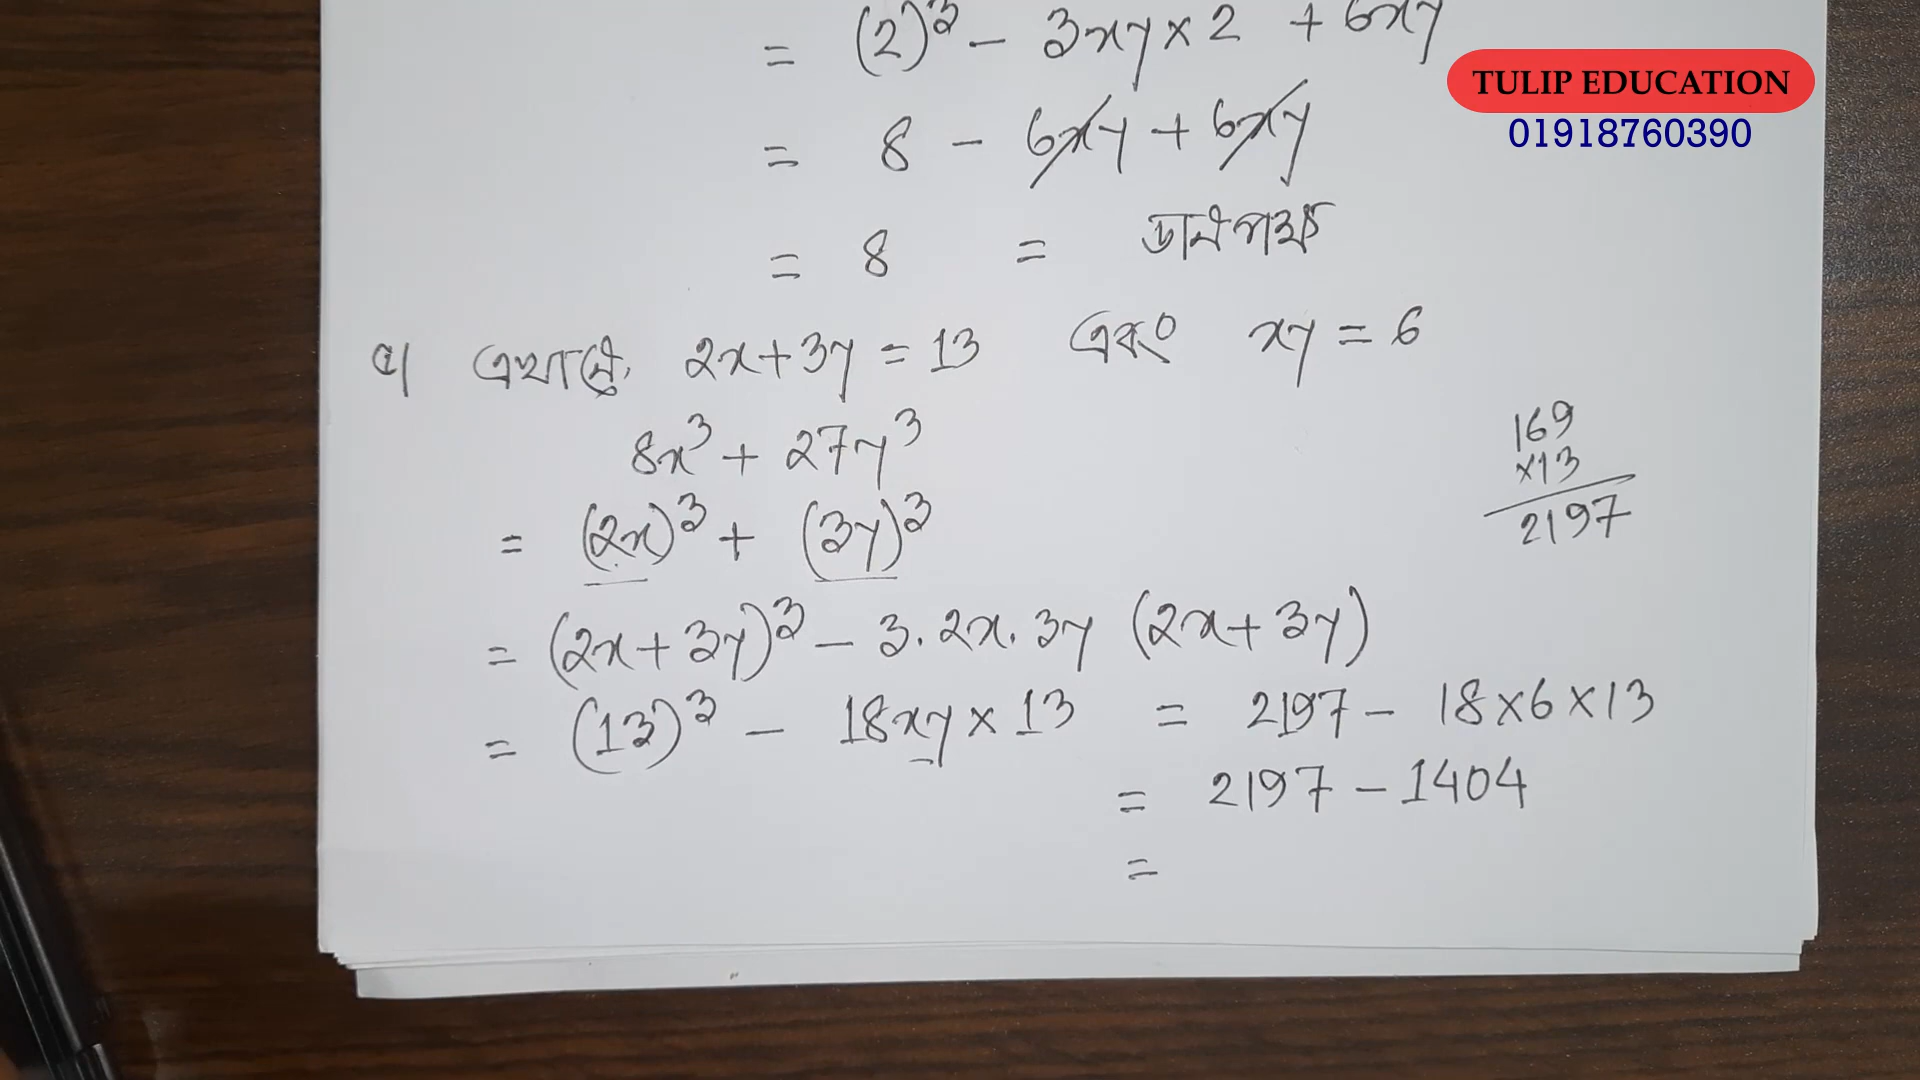 = (2)³ - 3xy × 2 + 6xy
TULIP EDUCATION
01918760390
= 8 - 6xy + 6xy
= 8 = ডানপক্ষ
৫| এখানে, 2x + 3y = 13 এবং xy = 6
8x³ + 27y³
169
×13
2197
= (2x)³ + (3y)³
= (2x + 3y)³ - 3.2x.3y (2x + 3y)
= (13)³ - 18xy × 13 = 2197 - 18×6×13
= 2197 - 1404
=